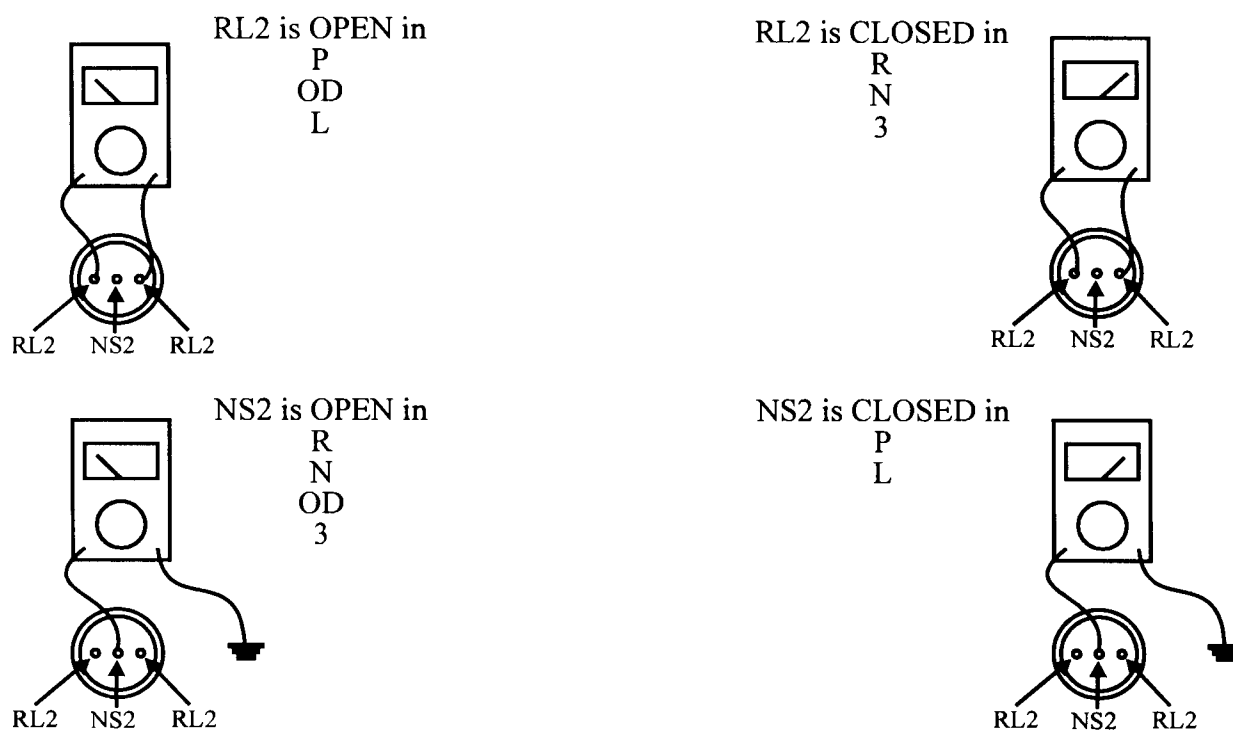 RL2 is OPEN in
P
OD
L
RL2 NS2 RL2
RL2 is CLOSED in
R
N
3
RL2 NS2 RL2
NS2 is OPEN in
R
N
OD
3
RL2 NS2 RL2
NS2 is CLOSED in
P
L
RL2 NS2 RL2